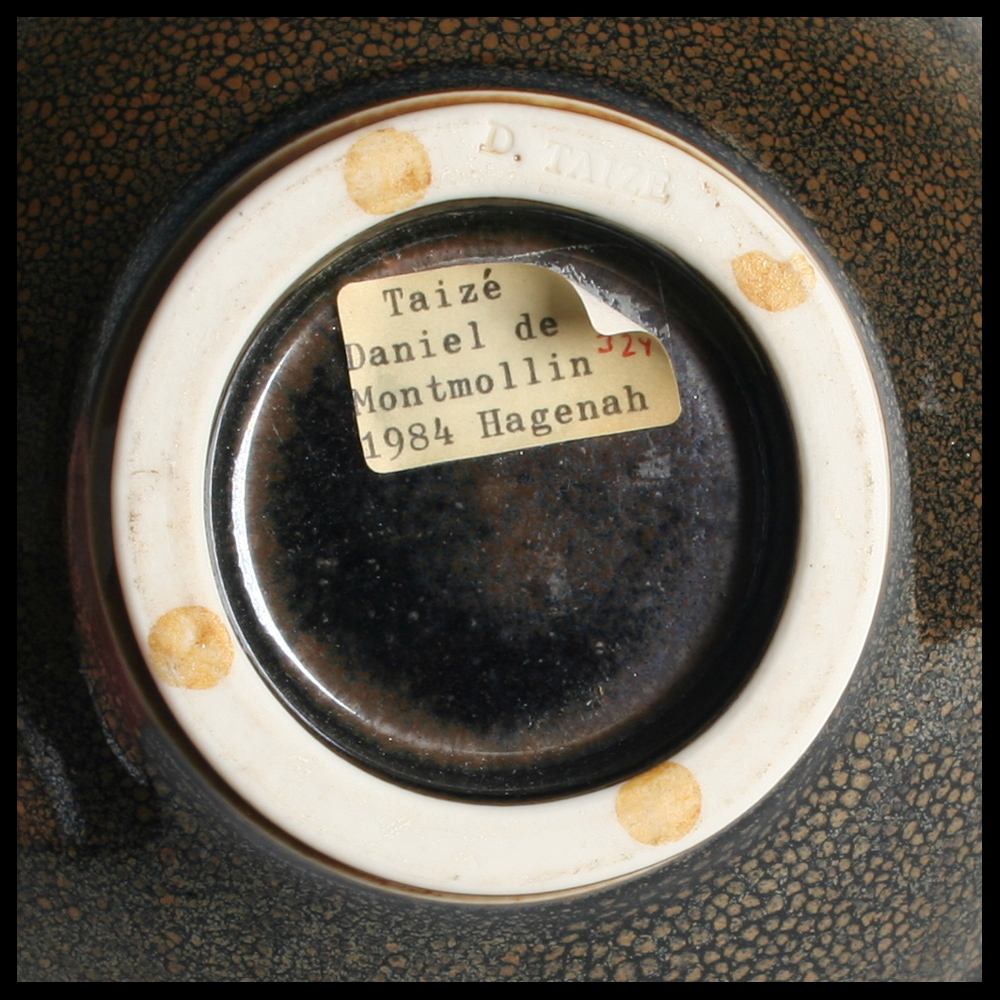 D. TAIZE
Taizé
Daniel de
Montmollin 324
1984 Hagenah